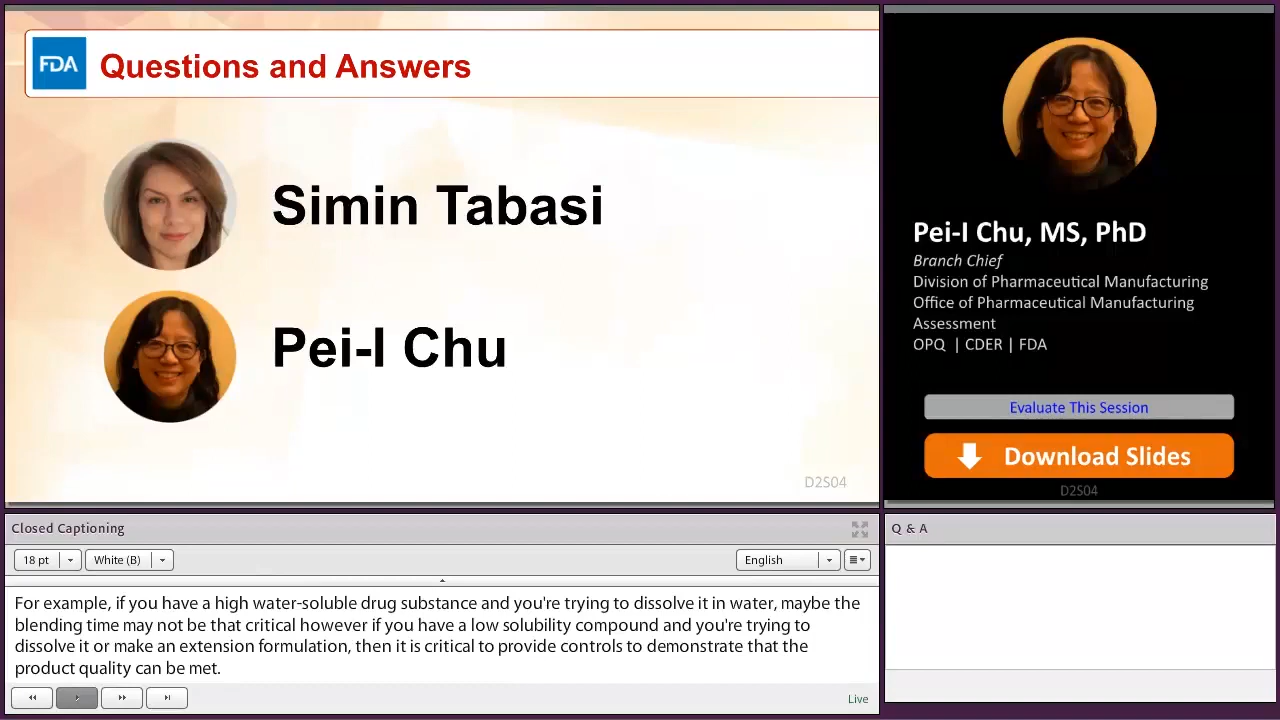 FDA
Questions and Answers
Simin Tabasi
Pei-I Chu
D2S04
Pei-I Chu, MS, PhD
Branch Chief
Division of Pharmaceutical Manufacturing
Office of Pharmaceutical Manufacturing
Assessment
OPQ | CDER | FDA
Evaluate This Session
Download Slides
D2S04
Closed Captioning
18 pt
White (B)
English
For example, if you have a high water-soluble drug substance and you're trying to dissolve it in water, maybe the
blending time may not be that critical however if you have a low solubility compound and you're trying to
dissolve it or make an extension formulation, then it is critical to provide controls to demonstrate that the
product quality can be met.
Live
Q & A